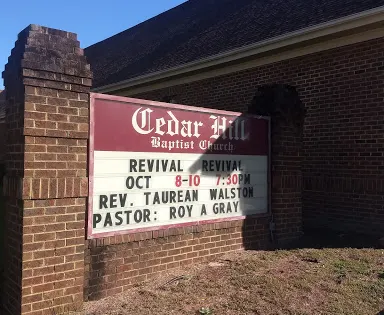 Cedar Hill
Baptist Church
REVIVAL REVIVAL
OCT 8-10 7:30PM
REV. TAUREAN WALSTON
PASTOR: ROY A GRAY